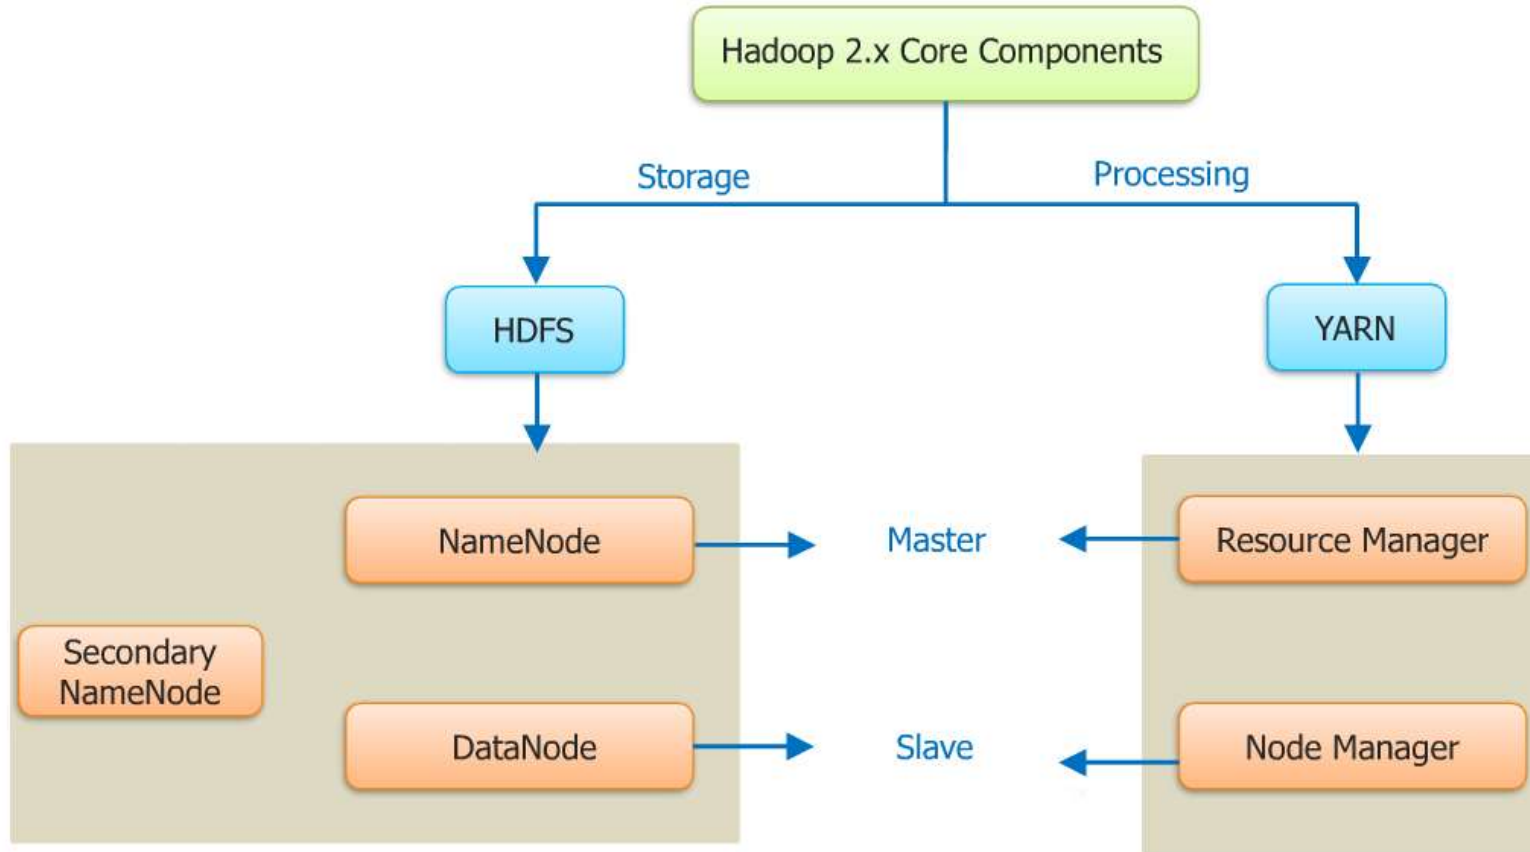 Hadoop 2.x Core Components
Storage
Processing
HDFS
YARN
NameNode
Master
Resource Manager
Secondary
NameNode
DataNode
Slave
Node Manager